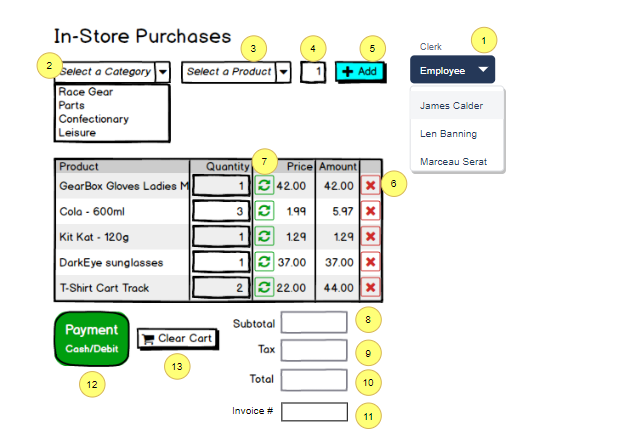 In-Store Purchases
Clerk
1
2
3
4
5
Select a Category
Select a Product
1
Add
Employee
Race Gear
Parts
Confectionary
Leisure
James Calder
Len Banning
Marceau Serat
7
Product Quantity Price Amount
GearBox Gloves Ladies M 1 42.00 42.00
6
Cola - 600ml 3 1.99 5.97
Kit Kat - 120g 1 1.29 1.29
DarkEye sunglasses 1 37.00 37.00
T-Shirt Cart Track 2 22.00 44.00
Payment
Cash/Debit
Clear Cart
Subtotal
8
Tax
9
Total
10
Invoice #
11
12
13